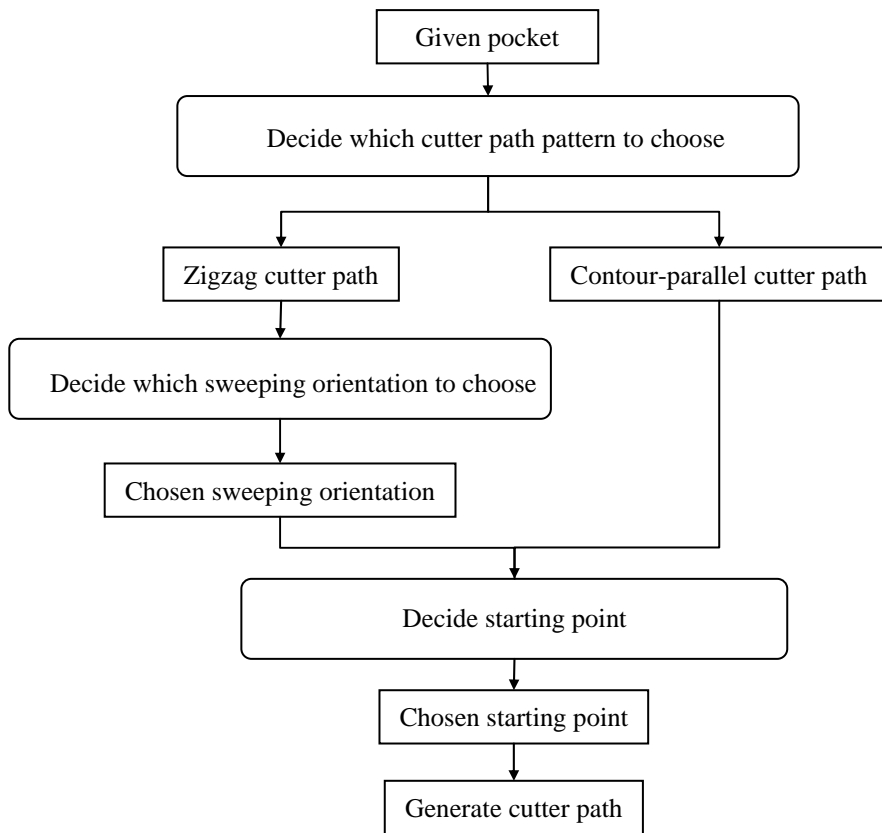 Given pocket
Decide which cutter path pattern to choose
Zigzag cutter path
Contour-parallel cutter path
Decide which sweeping orientation to choose
Chosen sweeping orientation
Decide starting point
Chosen starting point
Generate cutter path